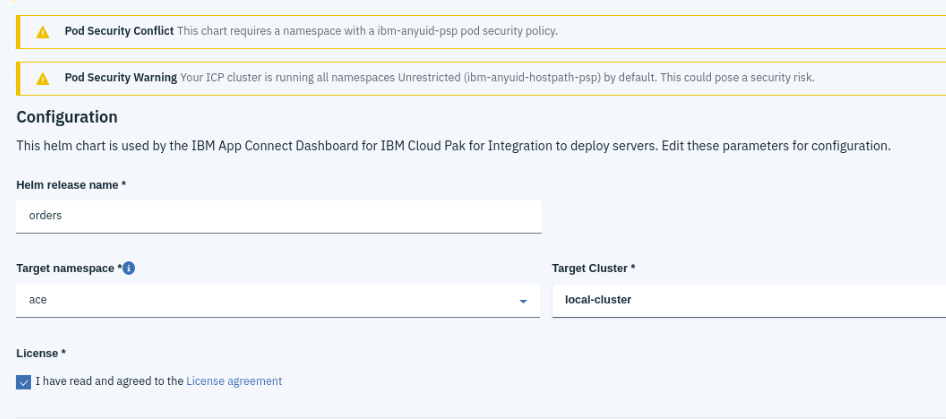 Pod Security Conflict This chart requires a namespace with a ibm-anyuid-psp pod security policy.
Pod Security Warning Your ICP cluster is running all namespaces Unrestricted (ibm-anyuid-hostpath-psp) by default. This could pose a security risk.
Configuration
This helm chart is used by the IBM App Connect Dashboard for IBM Cloud Pak for Integration to deploy servers. Edit these parameters for configuration.
Helm release name *
orders
Target namespace *
Target Cluster *
ace
local-cluster
License *
I have read and agreed to the License agreement